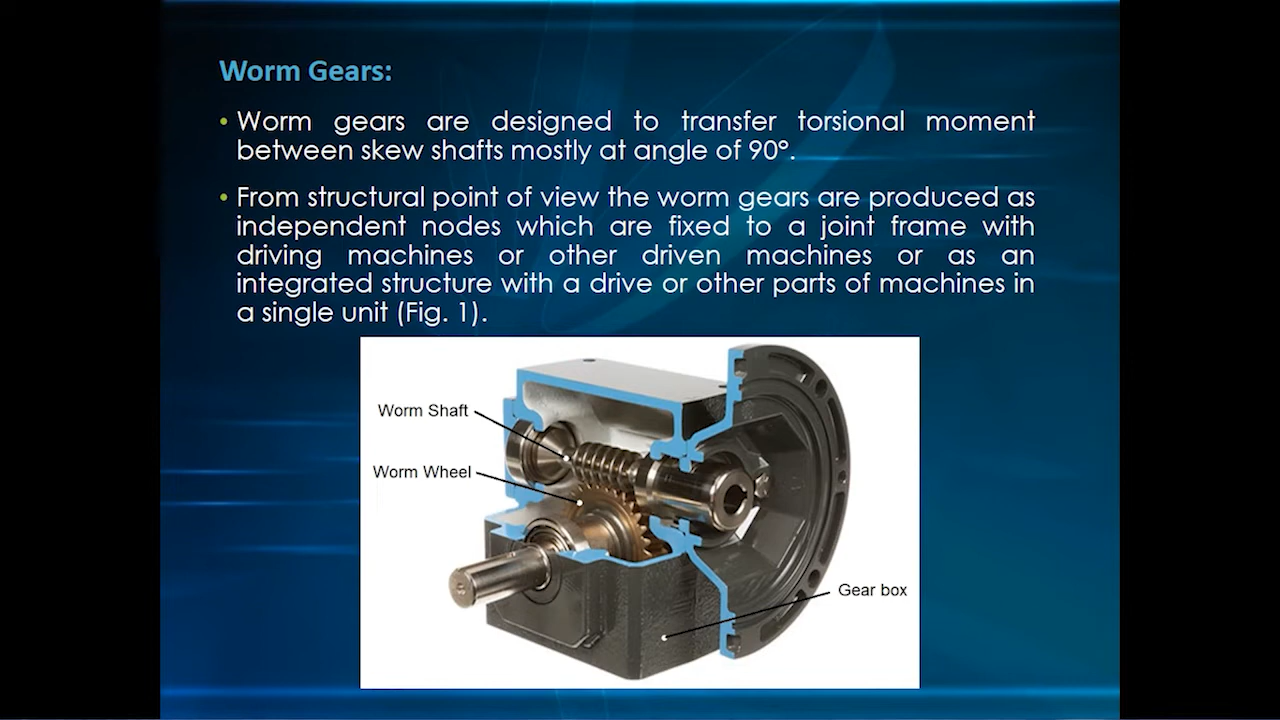 Worm Gears:
• Worm gears are designed to transfer torsional moment
between skew shafts mostly at angle of 90°.
• From structural point of view the worm gears are produced as
independent nodes which are fixed to a joint frame with
driving machines or other driven machines or as an
integrated structure with a drive or other parts of machines in
a single unit (Fig. 1).
Worm Shaft
Worm Wheel
Gear box